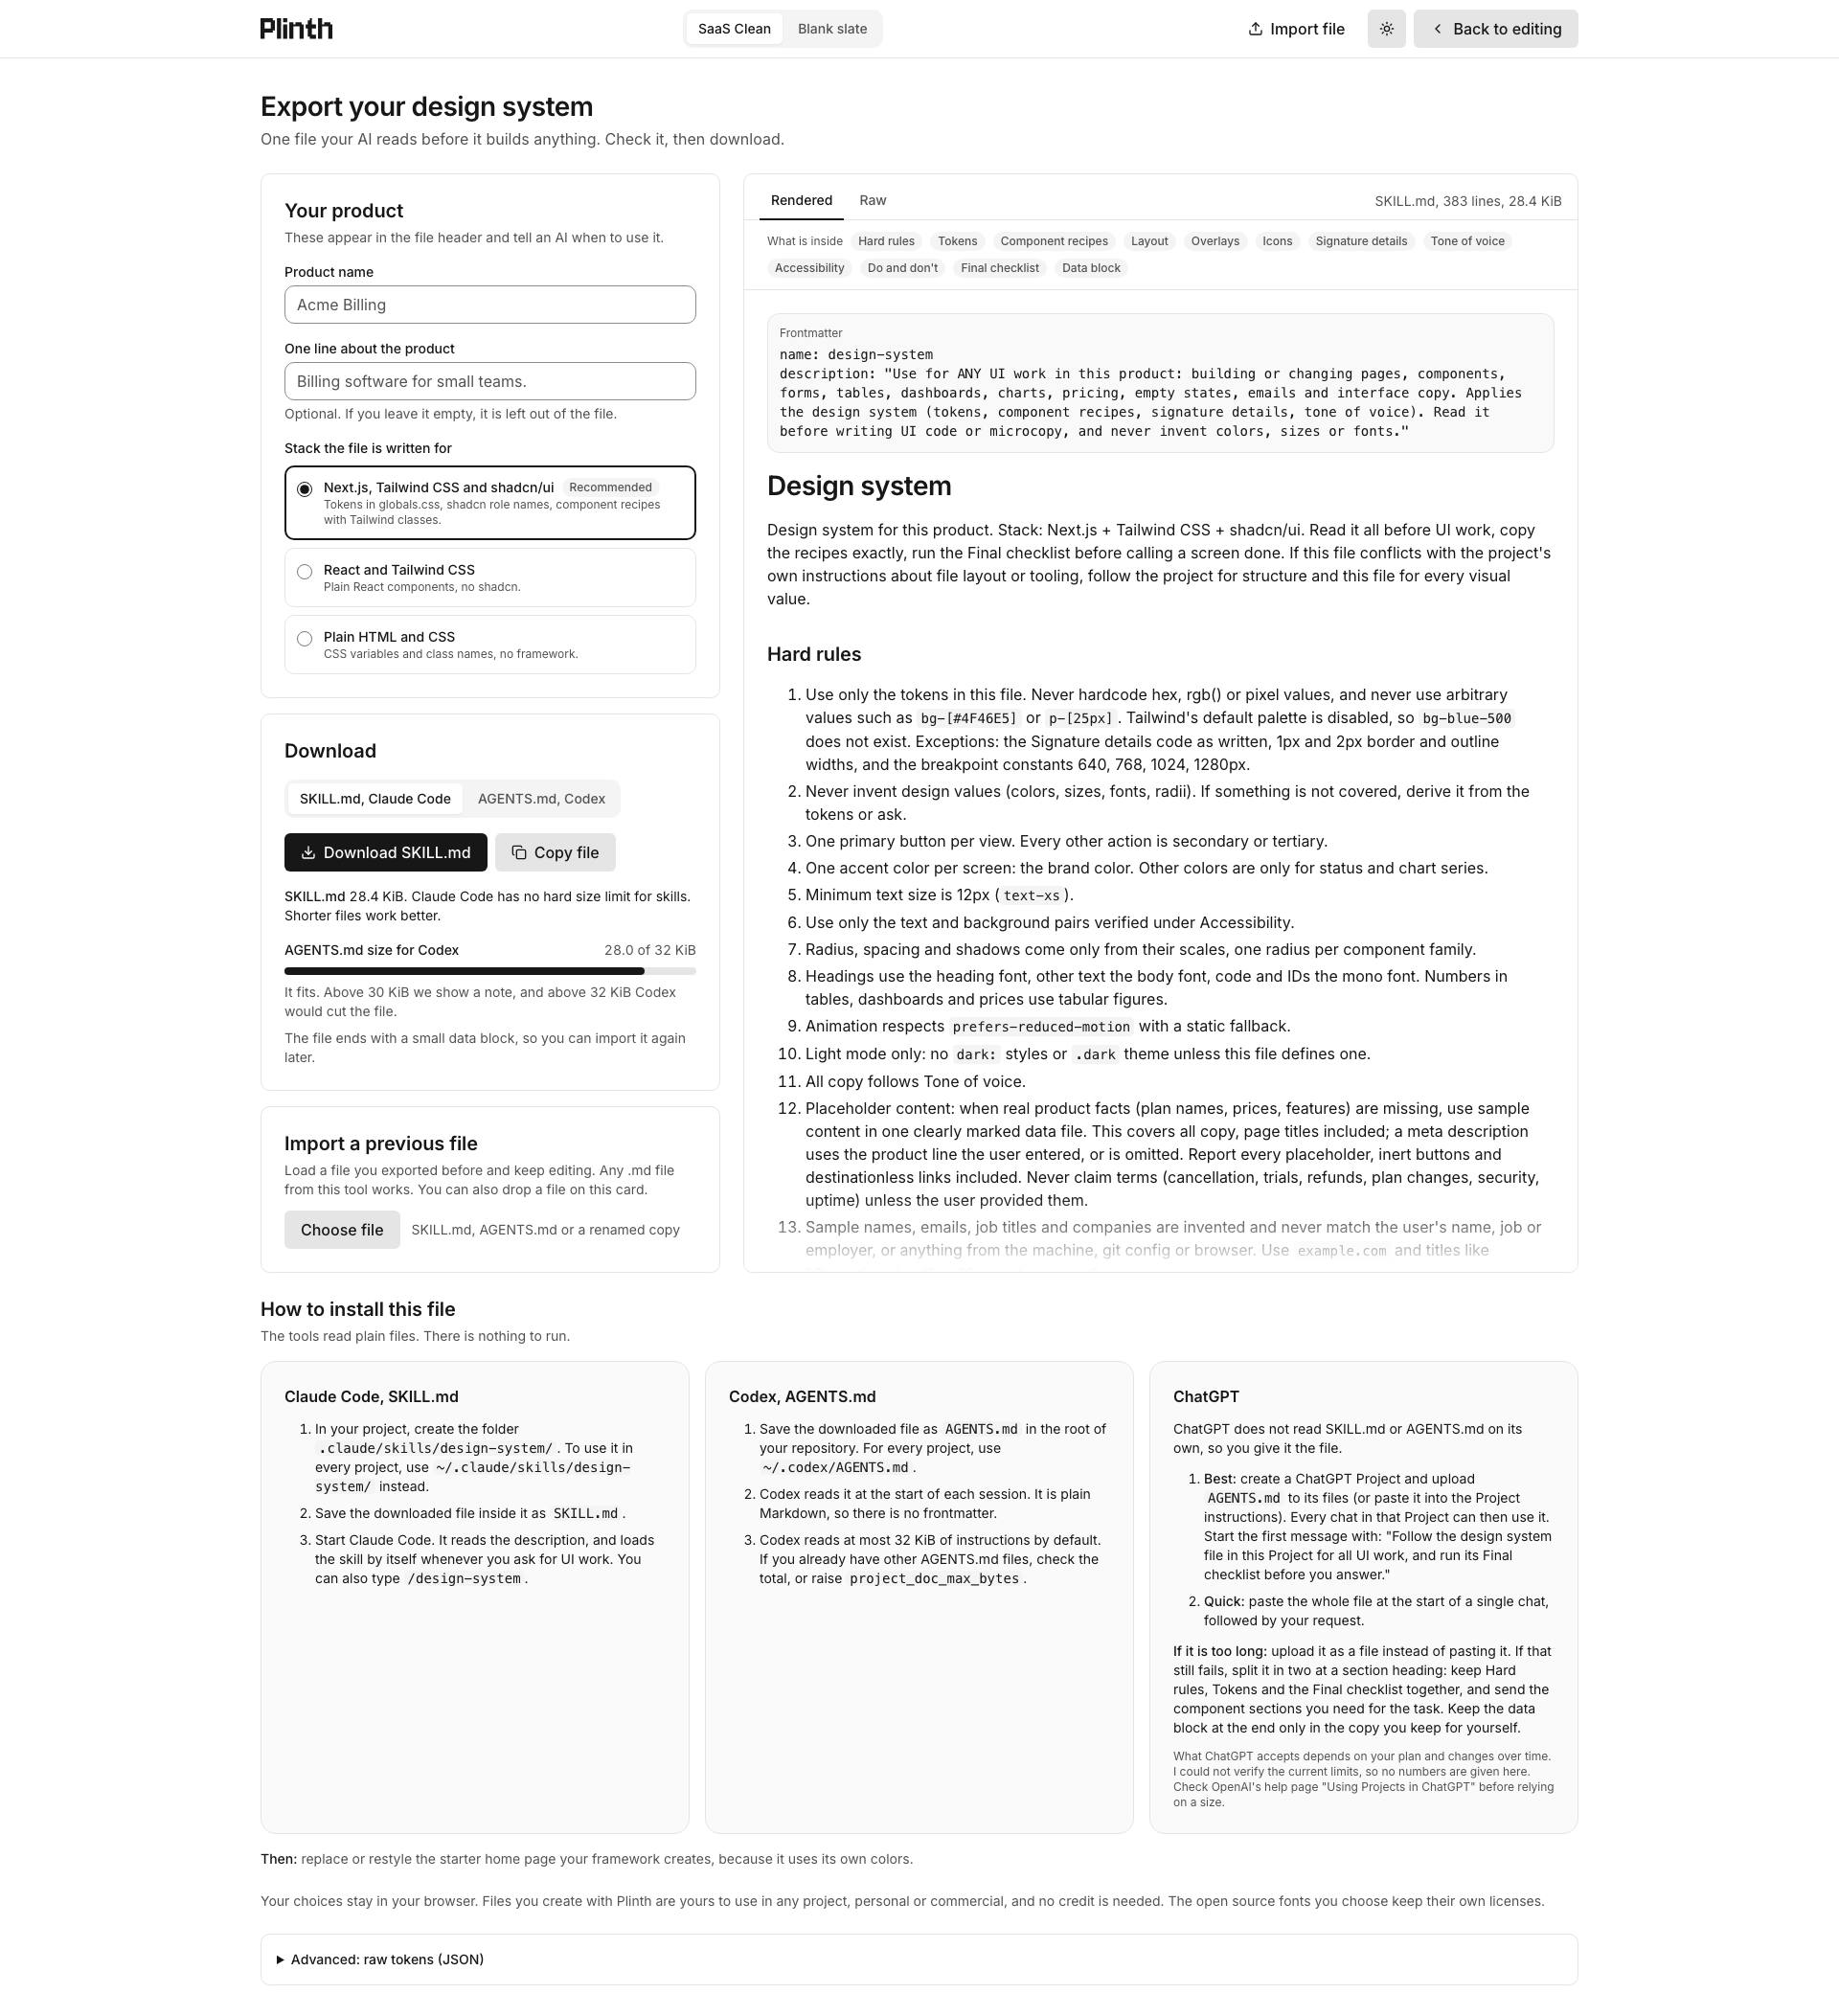 Plinth
SaaS Clean
Blank slate
Import file
Back to editing
Export your design system
One file your AI reads before it builds anything. Check it, then download.
Your product
These appear in the file header and tell an AI when to use it.
Product name
Acme Billing
One line about the product
Billing software for small teams.
Optional. If you leave it empty, it is left out of the file.
Stack the file is written for
Next.js, Tailwind CSS and shadcn/ui Recommended
Tokens in globals.css, shadcn role names, component recipes
with Tailwind classes.
React and Tailwind CSS
Plain React components, no shadcn.
Plain HTML and CSS
CSS variables and class names, no framework.
Download
SKILL.md, Claude Code
AGENTS.md, Codex
Download SKILL.md
Copy file
SKILL.md 28.4 KiB. Claude Code has no hard size limit for skills.
Shorter files work better.
AGENTS.md size for Codex
28.0 of 32 KiB
It fits. Above 30 KiB we show a note, and above 32 KiB Codex
would cut the file.
The file ends with a small data block, so you can import it again
later.
Import a previous file
Load a file you exported before and keep editing. Any .md file
from this tool works. You can also drop a file on this card.
Choose file
SKILL.md, AGENTS.md or a renamed copy
Rendered
Raw
SKILL.md, 383 lines, 28.4 KiB
What is inside Hard rules Tokens Component recipes Layout Overlays Icons Signature details Tone of voice
Accessibility Do and don't Final checklist Data block
Frontmatter
name: design-system
description: "Use for ANY UI work in this product: building or changing pages, components,
forms, tables, dashboards, charts, pricing, empty states, emails and interface copy. Applies
the design system (tokens, component recipes, signature details, tone of voice). Read it
before writing UI code or microcopy, and never invent colors, sizes or fonts."
Design system
Design system for this product. Stack: Next.js + Tailwind CSS + shadcn/ui. Read it all before UI work, copy
the recipes exactly, run the Final checklist before calling a screen done. If this file conflicts with the project's
own instructions about file layout or tooling, follow the project for structure and this file for every visual
value.
Hard rules
1. Use only the tokens in this file. Never hardcode hex, rgb() or pixel values, and never use arbitrary
values such as bg-[#4F46E5] or p-[25px]. Tailwind's default palette is disabled, so bg-blue-500
does not exist. Exceptions: the Signature details code as written, 1px and 2px border and outline
widths, and the breakpoint constants 640, 768, 1024, 1280px.
2. Never invent design values (colors, sizes, fonts, radii). If something is not covered, derive it from the
tokens or ask.
3. One primary button per view. Every other action is secondary or tertiary.
4. One accent color per screen: the brand color. Other colors are only for status and chart series.
5. Minimum text size is 12px (text-xs).
6. Use only the text and background pairs verified under Accessibility.
7. Radius, spacing and shadows come only from their scales, one radius per component family.
8. Headings use the heading font, other text the body font, code and IDs the mono font. Numbers in
tables, dashboards and prices use tabular figures.
9. Animation respects prefers-reduced-motion with a static fallback.
10. Light mode only: no dark: styles or .dark theme unless this file defines one.
11. All copy follows Tone of voice.
12. Placeholder content: when real product facts (plan names, prices, features) are missing, use sample
content in one clearly marked data file. This covers all copy, page titles included; a meta description
uses the product line the user entered, or is omitted. Report every placeholder, inert buttons and
destinationless links included. Never claim terms (cancellation, trials, refunds, plan changes, security,
uptime) unless the user provided them.
13. Sample names, emails, job titles and companies are invented and never match the user's name, job or
employer, or anything from the machine, git config or browser. Use example.com and titles like
How to install this file
The tools read plain files. There is nothing to run.
Claude Code, SKILL.md
1. In your project, create the folder
.claude/skills/design-system/. To use it in
every project, use ~/.claude/skills/design-
system/ instead.
2. Save the downloaded file inside it as SKILL.md.
3. Start Claude Code. It reads the description, and loads
the skill by itself whenever you ask for UI work. You
can also type /design-system.
Codex, AGENTS.md
1. Save the downloaded file as AGENTS.md in the root of
your repository. For every project, use
~/.codex/AGENTS.md.
2. Codex reads it at the start of each session. It is plain
Markdown, so there is no frontmatter.
3. Codex reads at most 32 KiB of instructions by default.
If you already have other AGENTS.md files, check the
total, or raise project_doc_max_bytes.
ChatGPT
ChatGPT does not read SKILL.md or AGENTS.md on its
own, so you give it the file.
1. Best: create a ChatGPT Project and upload
AGENTS.md to its files (or paste it into the Project
instructions). Every chat in that Project can then use it.
Start the first message with: "Follow the design system
file in this Project for all UI work, and run its Final
checklist before you answer."
2. Quick: paste the whole file at the start of a single chat,
followed by your request.
If it is too long: upload it as a file instead of pasting it. If that
still fails, split it in two at a section heading: keep Hard
rules, Tokens and the Final checklist together, and send the
component sections you need for the task. Keep the data
block at the end only in the copy you keep for yourself.
What ChatGPT accepts depends on your plan and changes over time.
I could not verify the current limits, so no numbers are given here.
Check OpenAI's help page "Using Projects in ChatGPT" before relying
on a size.
Then: replace or restyle the starter home page your framework creates, because it uses its own colors.
Your choices stay in your browser. Files you create with Plinth are yours to use in any project, personal or commercial, and no credit is needed. The open source fonts you choose keep their own licenses.
Advanced: raw tokens (JSON)